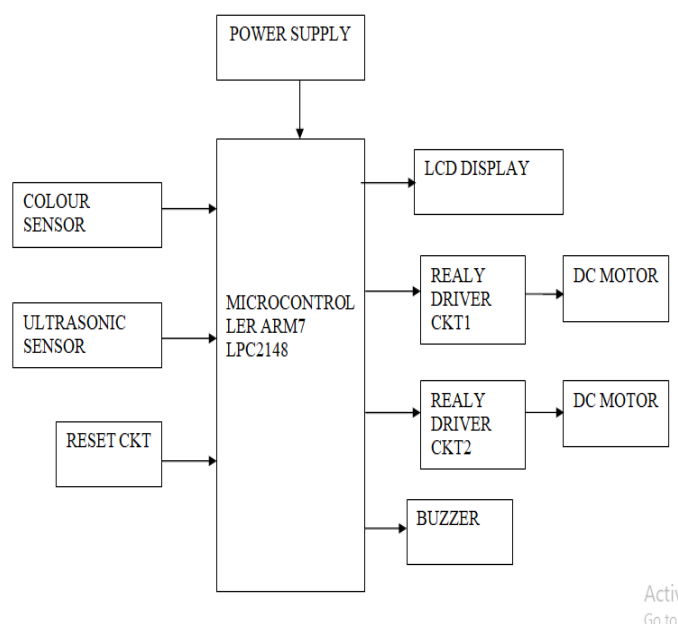 POWER SUPPLY
LCD DISPLAY
COLOUR
SENSOR
REALY
DRIVER
CKT1
DC MOTOR
MICROCONTROL
LER ARM7
LPC2148
ULTRASONIC
SENSOR
REALY
DRIVER
CKT2
DC MOTOR
RESET CKT
BUZZER
Activ
Go to